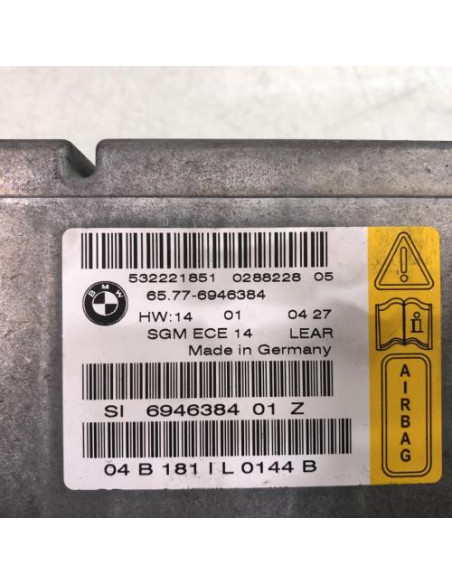 532221851 0288228 05
BMW
65.77-6946384
HW:14 01 04 27
SGM ECE 14 LEAR
Made in Germany
SI 6946384 01 Z
04 B 181 I L 0144 B
AIRBAG